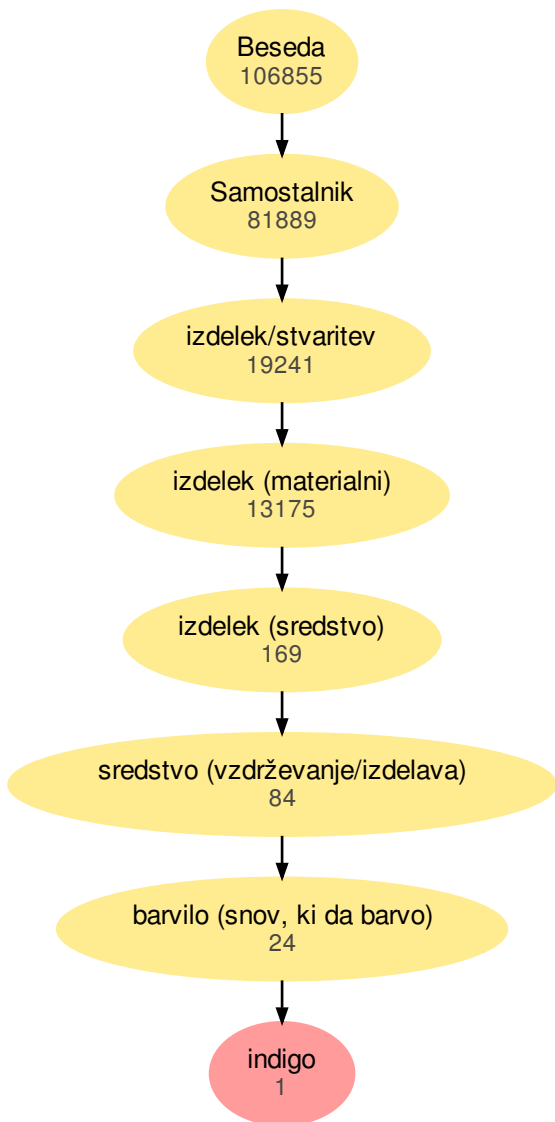 Beseda
106855
Samostalnik
81889
izdelek/stvaritev
19241
izdelek (materialni)
13175
izdelek (sredstvo)
169
sredstvo (vzdrževanje/izdelava)
84
barvilo (snov, ki da barvo)
24
indigo
1